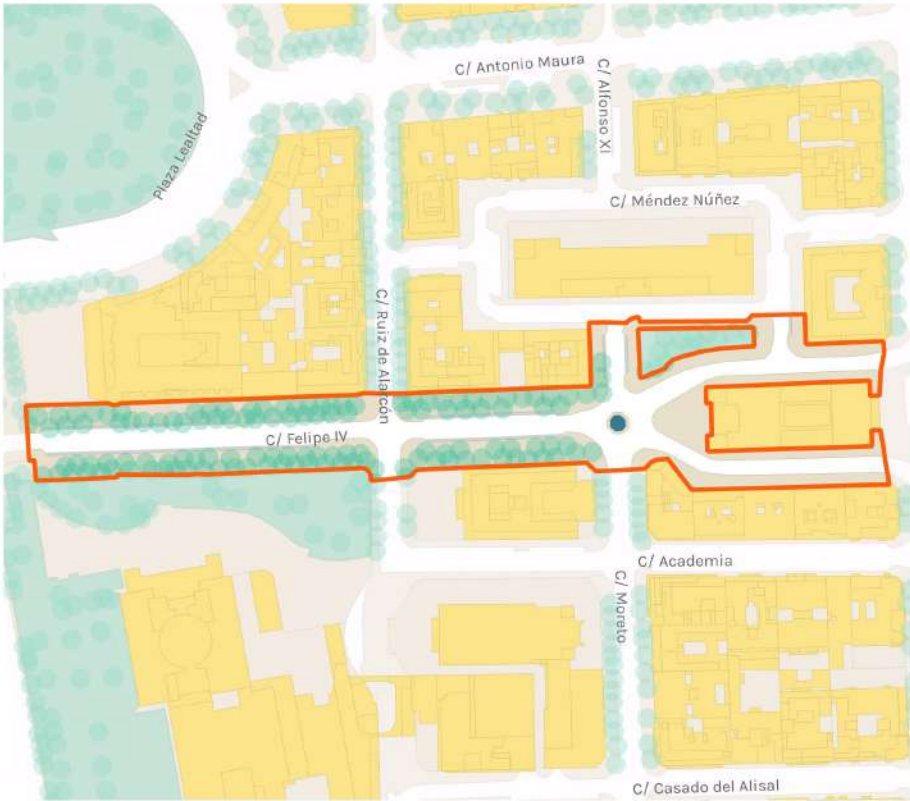 C/ Antonio Maura
C/ Alfonso XI
Plaza Lealtad
C/ Méndez Núñez
C/ Ruiz de Alarcón
C/ Felipe IV
C/ Academia
C/ Moreto
C/ Casado del Alisal